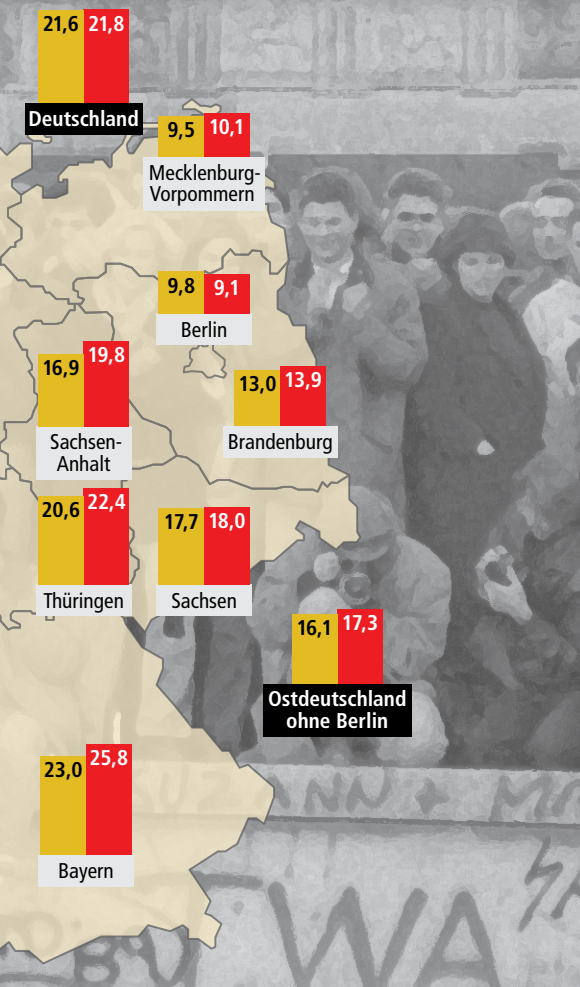 21,6 21,8
Deutschland
9,5 10,1
Mecklenburg-
Vorpommern
9,8 9,1
Berlin
16,9 19,8
Sachsen-
Anhalt
13,0 13,9
Brandenburg
20,6 22,4
Thüringen
17,7 18,0
Sachsen
16,1 17,3
Ostdeutschland
ohne Berlin
23,0 25,8
Bayern
WA